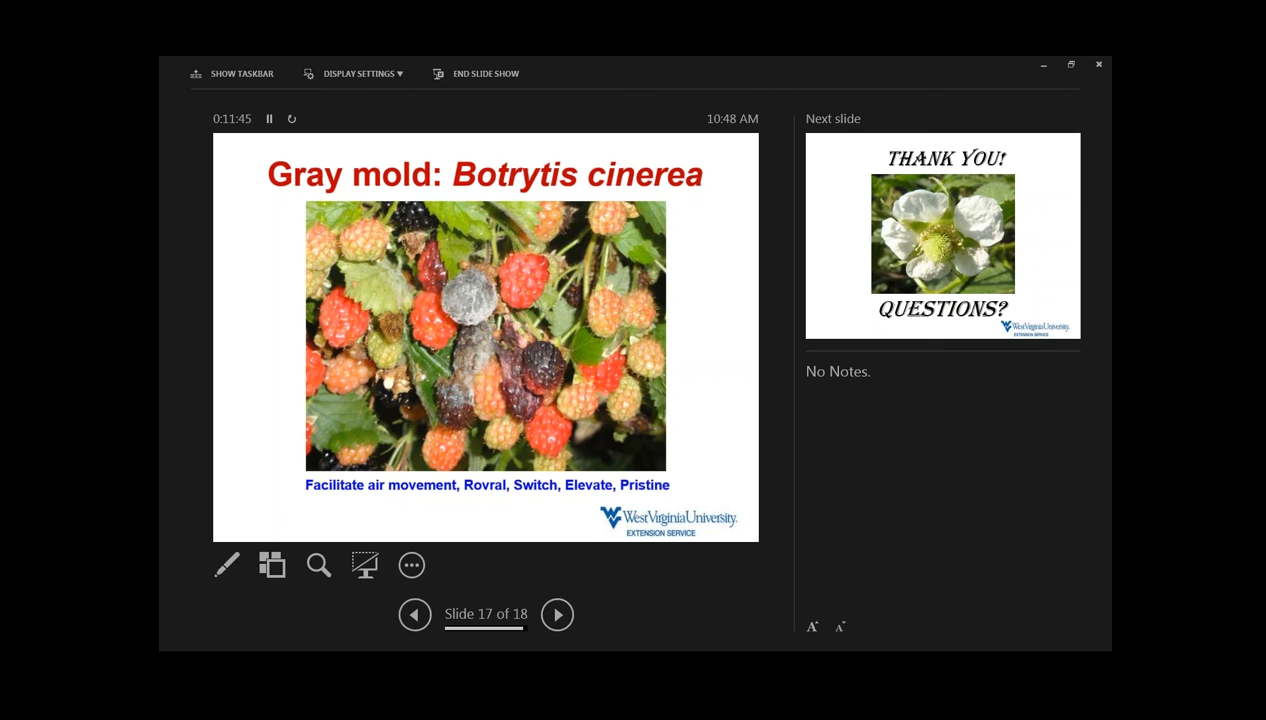 SHOW TASKBAR
DISPLAY SETTINGS ▼
END SLIDE SHOW
0:11:45
10:48 AM
Gray mold: Botrytis cinerea
Facilitate air movement, Rovral, Switch, Elevate, Pristine
WestVirginiaUniversity.
EXTENSION SERVICE
Slide 17 of 18
Next slide
THANK YOU!
QUESTIONS?
WestVirginiaUniversity.
EXTENSION SERVICE
No Notes.
A A